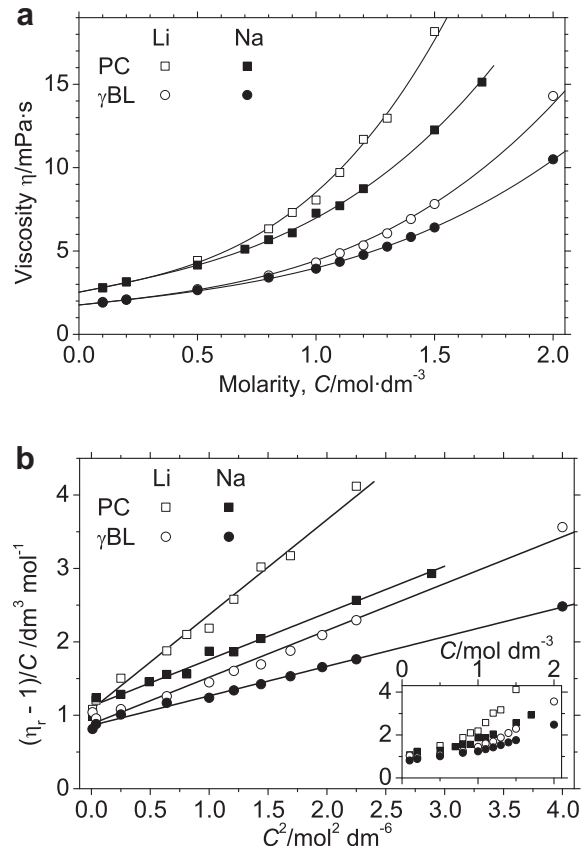 a
Li Na
PC
γBL
Viscosity η/mPa·s
15
10
5
0
0.0 0.5 1.0 1.5 2.0
Molarity, C/mol·dm⁻³
b
Li Na
PC
γBL
(ηr - 1)/C /dm³ mol⁻¹
4
3
2
1
0
C/mol dm⁻³
0 1 2
4
2
0
0.0 0.5 1.0 1.5 2.0 2.5 3.0 3.5 4.0
C²/mol² dm⁻⁶